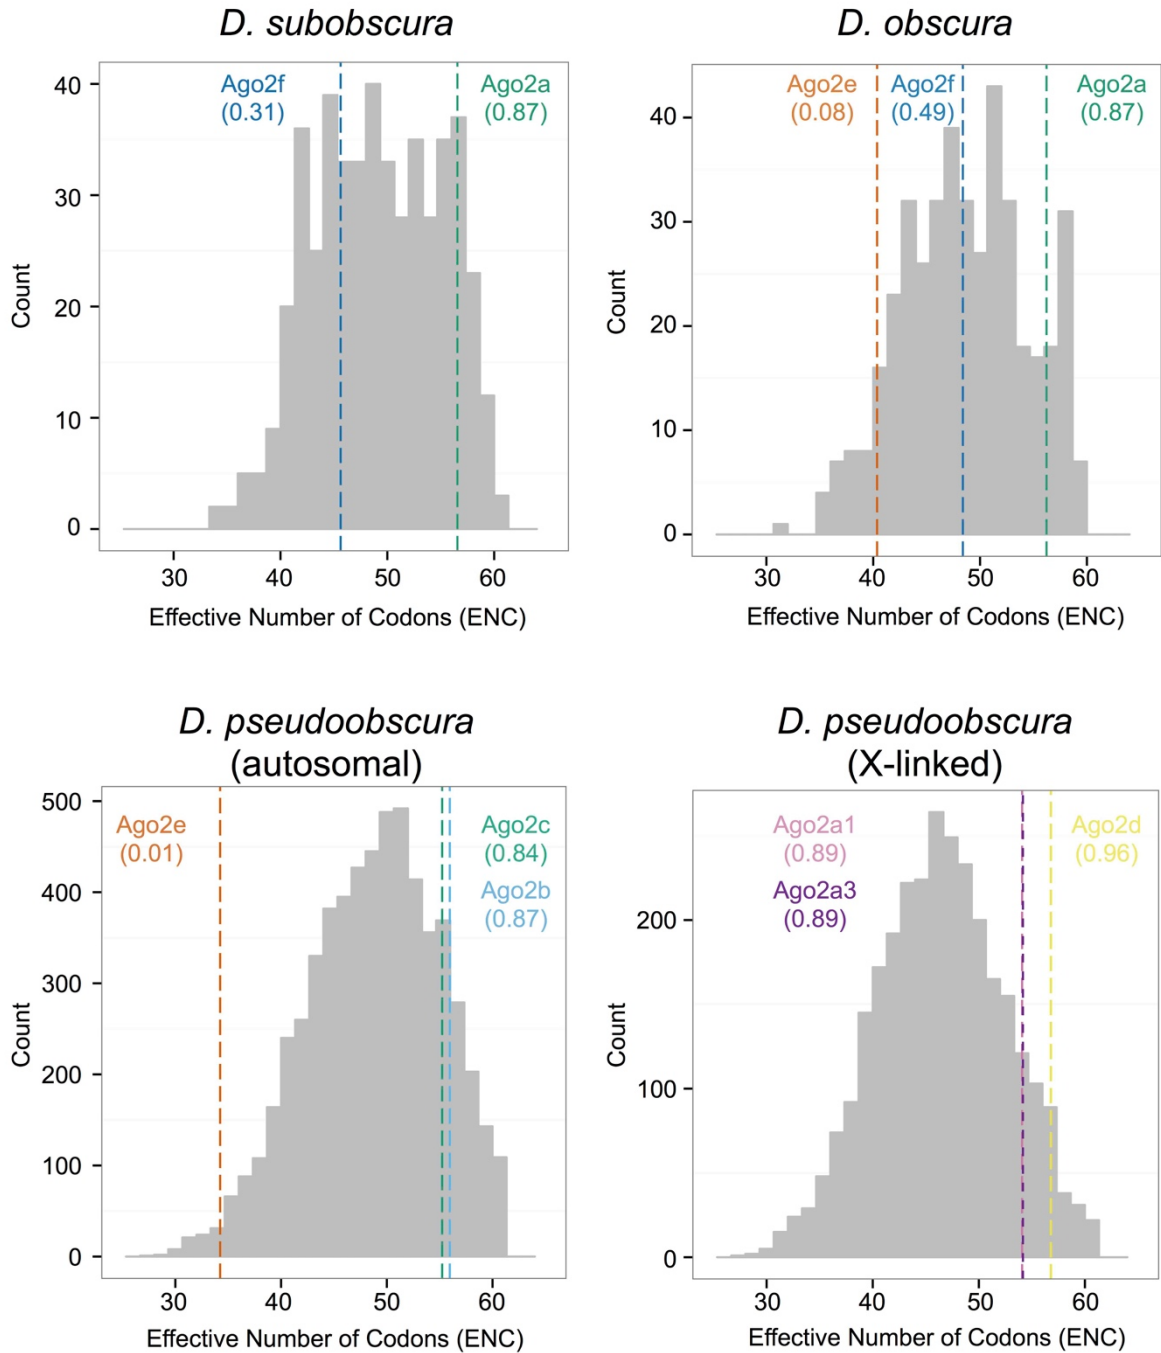 D. subobscura
Ago2f
(0.31)
Ago2a
(0.87)
40
30
20
10
0
Count
30 40 50 60
Effective Number of Codons (ENC)
D. obscura
Ago2e
(0.08)
Ago2f
(0.49)
Ago2a
(0.87)
40
30
20
10
0
Count
30 40 50 60
Effective Number of Codons (ENC)
D. pseudoobscura
(autosomal)
Ago2e
(0.01)
Ago2c
(0.84)
Ago2b
(0.87)
500
400
300
200
100
0
Count
30 40 50 60
Effective Number of Codons (ENC)
D. pseudoobscura
(X-linked)
Ago2a1
(0.89)
Ago2a3
(0.89)
Ago2d
(0.96)
200
100
0
Count
30 40 50 60
Effective Number of Codons (ENC)